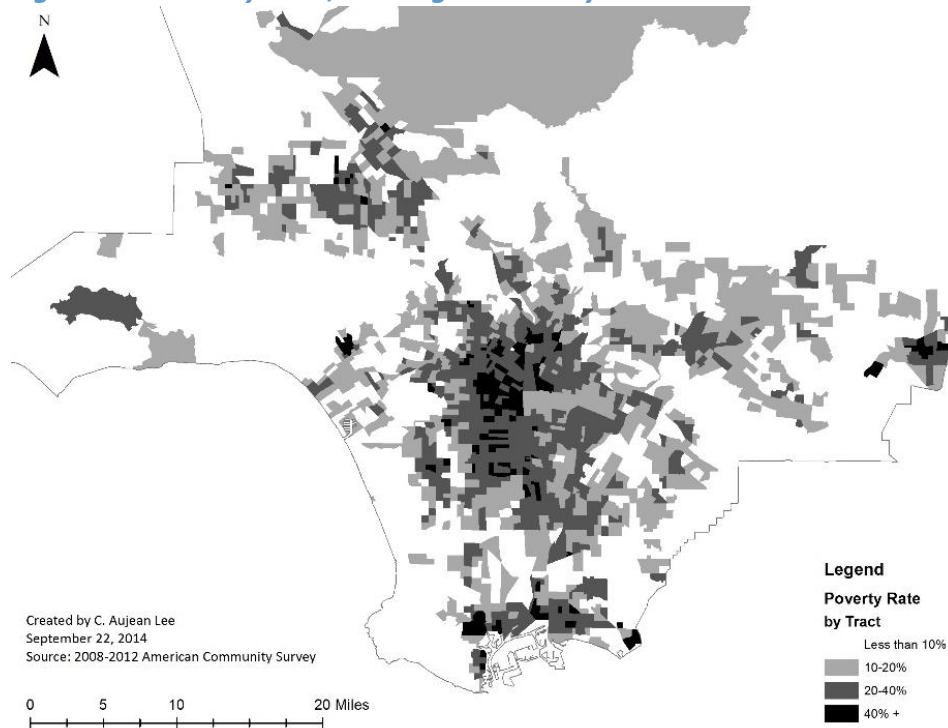 N
Created by C. Aujean Lee
September 22, 2014
Source: 2008-2012 American Community Survey
0 5 10 20 Miles
Legend
Poverty Rate
by Tract
Less than 10%
10-20%
20-40%
40% +